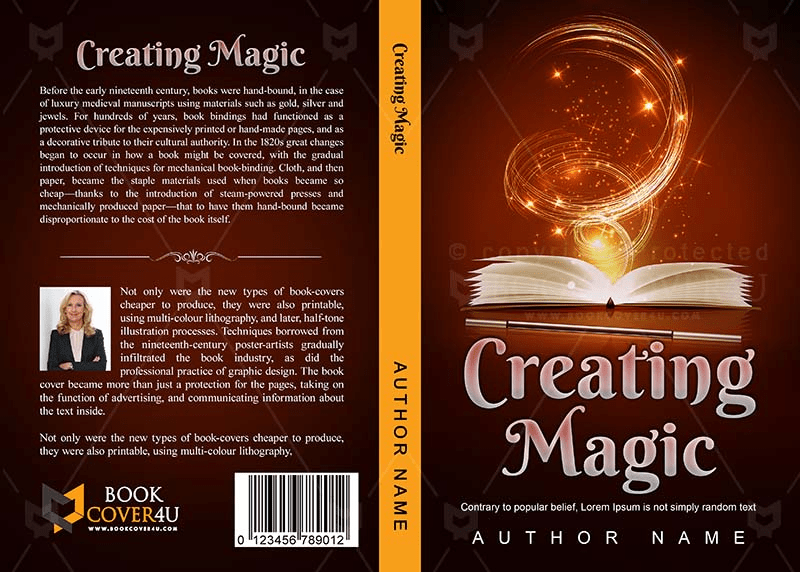 Creating Magic
Before the early nineteenth century, books were hand-bound, in the case
of luxury medieval manuscripts using materials such as gold, silver and
jewels. For hundreds of years, book bindings had functioned as a
protective device for the expensively printed or hand-made pages, and as
a decorative tribute to their cultural authority. In the 1820s great changes
began to occur in how a book might be covered, with the gradual
introduction of techniques for mechanical book-binding. Cloth, and then
paper, became the staple materials used when books became so
cheap—thanks to the introduction of steam-powered presses and
mechanically produced paper—that to have them hand-bound became
disproportionate to the cost of the book itself.
Not only were the new types of book-covers
cheaper to produce, they were also printable,
using multi-colour lithography, and later, half-tone
illustration processes. Techniques borrowed from
the nineteenth-century poster-artists gradually
infiltrated the book industry, as did the
professional practice of graphic design. The book
cover became more than just a protection for the pages, taking on
the function of advertising, and communicating information about
the text inside.
Not only were the new types of book-covers cheaper to produce,
they were also printable, using multi-colour lithography,
BOOK
COVER4U
WWW.BOOKCOVER4U.COM
0 123456 789012
Creating Magic
AUTHOR NAME
© copyright protected
WWW.BOOKCOVER4U.COM
Creating
Magic
Contrary to popular belief, Lorem Ipsum is not simply random text
AUTHOR NAME